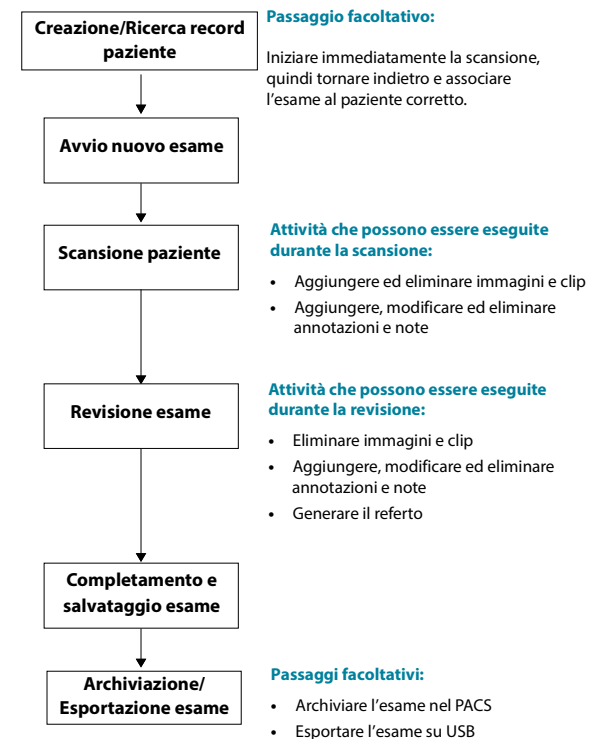 Creazione/Ricerca record
paziente
Passaggio facoltativo:
Iniziare immediatamente la scansione,
quindi tornare indietro e associare
l'esame al paziente corretto.
Avvio nuovo esame
Scansione paziente
Attività che possono essere eseguite
durante la scansione:
• Aggiungere ed eliminare immagini e clip
• Aggiungere, modificare ed eliminare
annotazioni e note
Revisione esame
Attività che possono essere eseguite
durante la revisione:
• Eliminare immagini e clip
• Aggiungere, modificare ed eliminare
annotazioni e note
• Generare il referto
Completamento e
salvataggio esame
Archiviazione/
Esportazione esame
Passaggi facoltativi:
• Archiviare l'esame nel PACS
• Esportare l'esame su USB